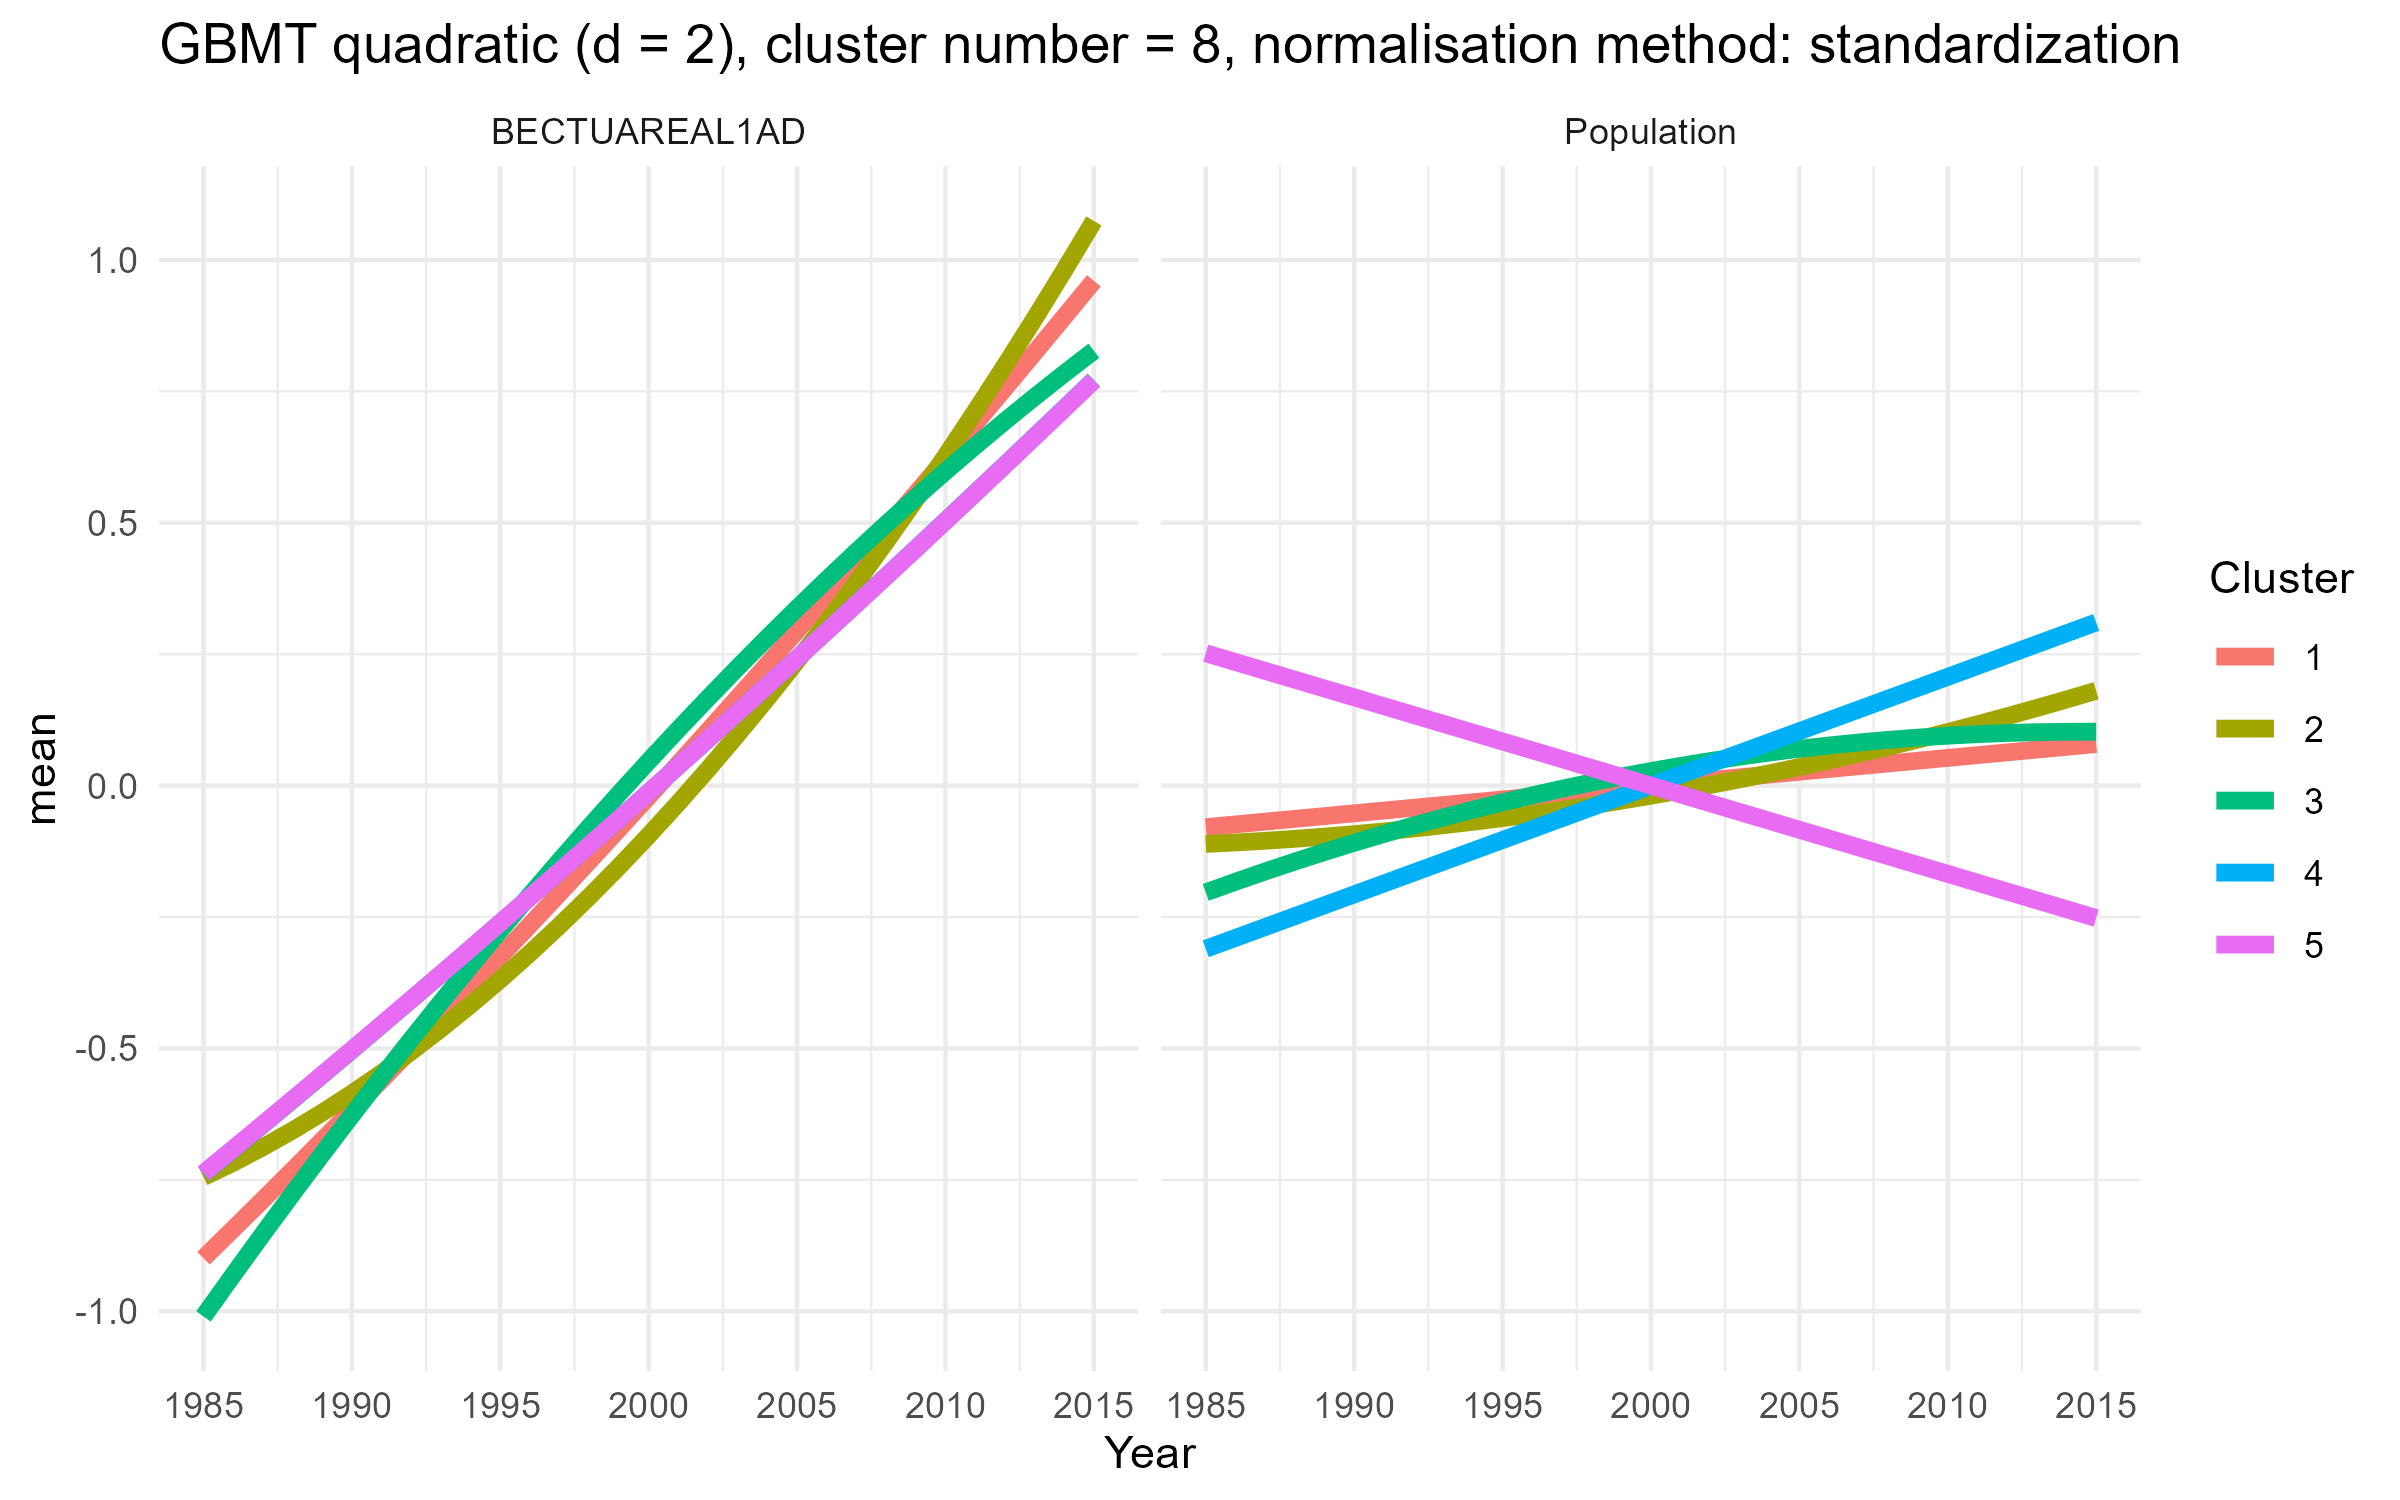 GBMT quadratic (d = 2), cluster number = 8, normalisation method: standardization
BECTUAREAL1AD
Population
1.0
0.5
0.0
-0.5
-1.0
mean
1985 1990 1995 2000 2005 2010 2015
1985 1990 1995 2000 2005 2010 2015
Year
Cluster
1
2
3
4
5